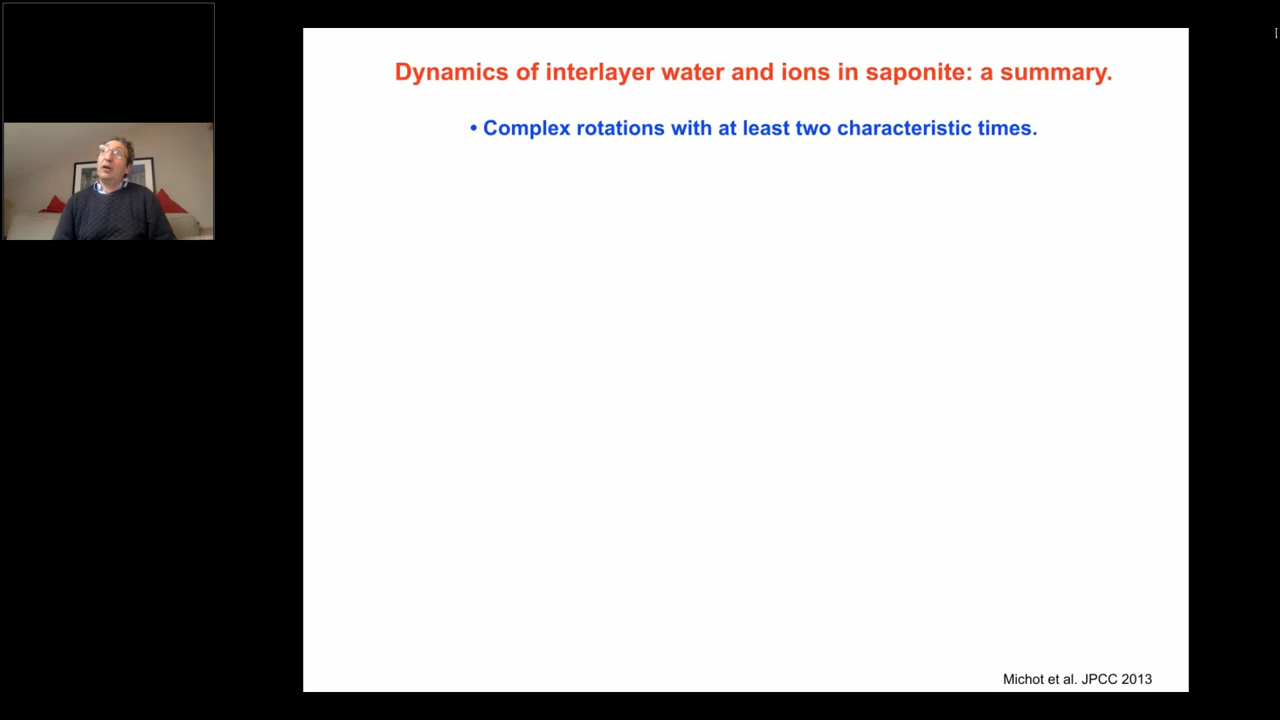 Dynamics of interlayer water and ions in saponite: a summary.
• Complex rotations with at least two characteristic times.
Michot et al. JPCC 2013